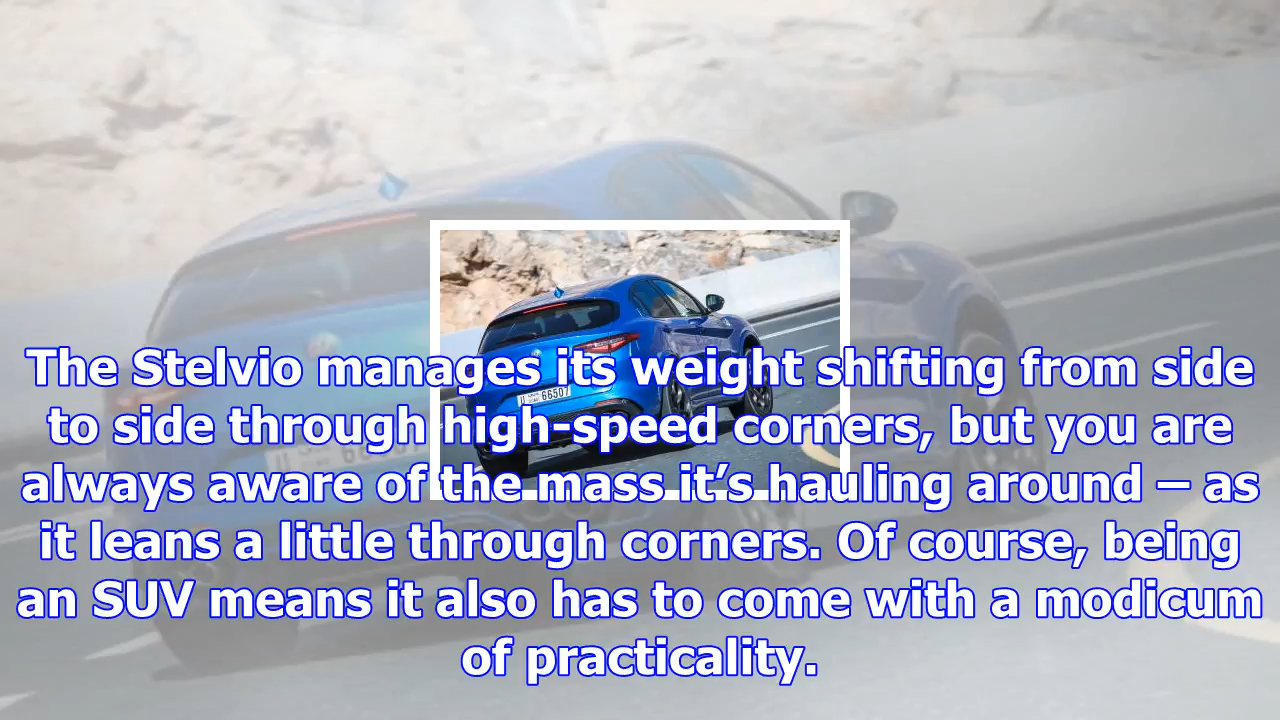 The Stelvio manages its weight shifting from side
to side through high-speed corners, but you are
always aware of the mass it’s hauling around – as
it leans a little through corners. Of course, being
an SUV means it also has to come with a modicum
of practicality.
66507